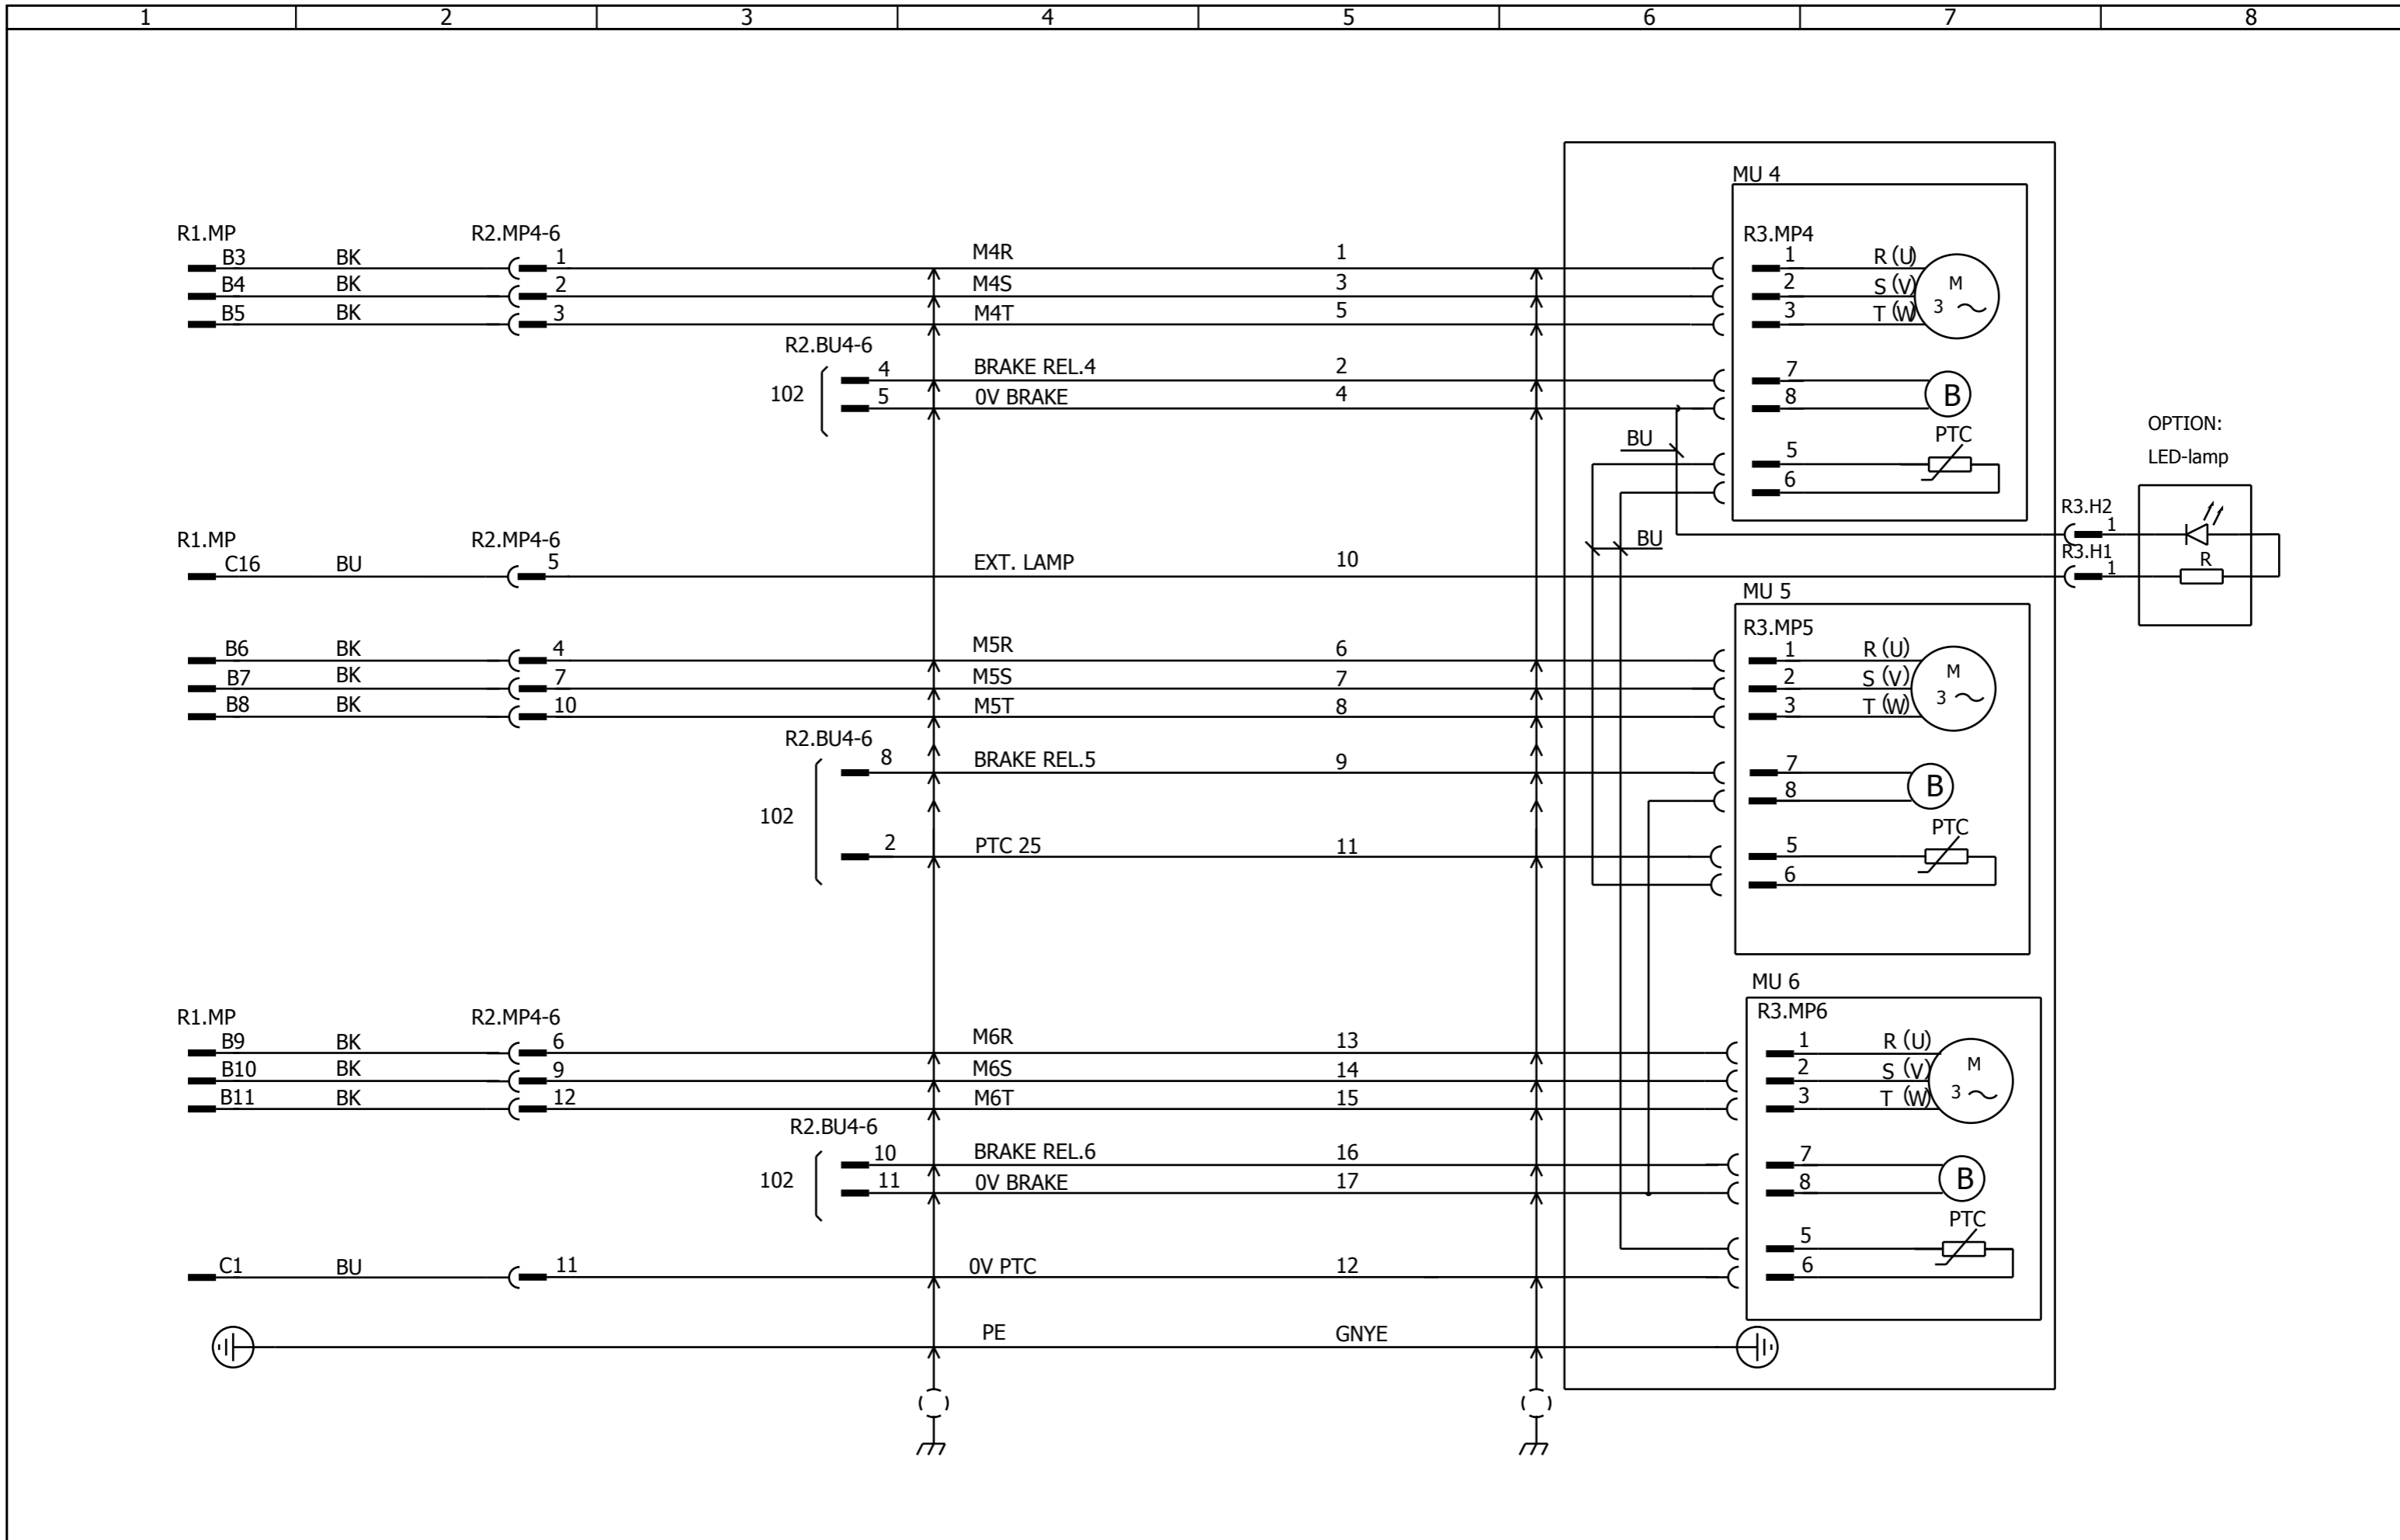 1 2 3 4 5 6 7 8
MU 4
R1.MP R2.MP4-6 R3.MP4
B3 BK 1 M4R 1 1 R (U)
B4 BK 2 M4S 3 2 S (V) M
B5 BK 3 M4T 5 3 T (W) 3
R2.BU4-6
4 BRAKE REL.4 2 7
102 5 0V BRAKE 4 8 B
OPTION:
BU 5 PTC
LED-lamp
6
R3.H2
1
R1.MP R2.MP4-6 BU
R3.H1
C16 BU 5 EXT. LAMP 10 1 R
MU 5
R3.MP5
B6 BK 4 M5R 6 1 R (U)
B7 BK 7 M5S 7 2 S (V) M
B8 BK 10 M5T 8 3 T (W) 3
R2.BU4-6
8 BRAKE REL.5 9 7
8 B
102
PTC
2 PTC 25 11 5
6
MU 6
R1.MP R2.MP4-6 R3.MP6
B9 BK 6 M6R 13 1 R (U)
B10 BK 9 M6S 14 2 S (V) M
B11 BK 12 M6T 15 3 T (W) 3
R2.BU4-6
10 BRAKE REL.6 16 7
102 11 0V BRAKE 17 8 B
PTC
5
C1 BU 11 0V PTC 12 6
PE GNYE